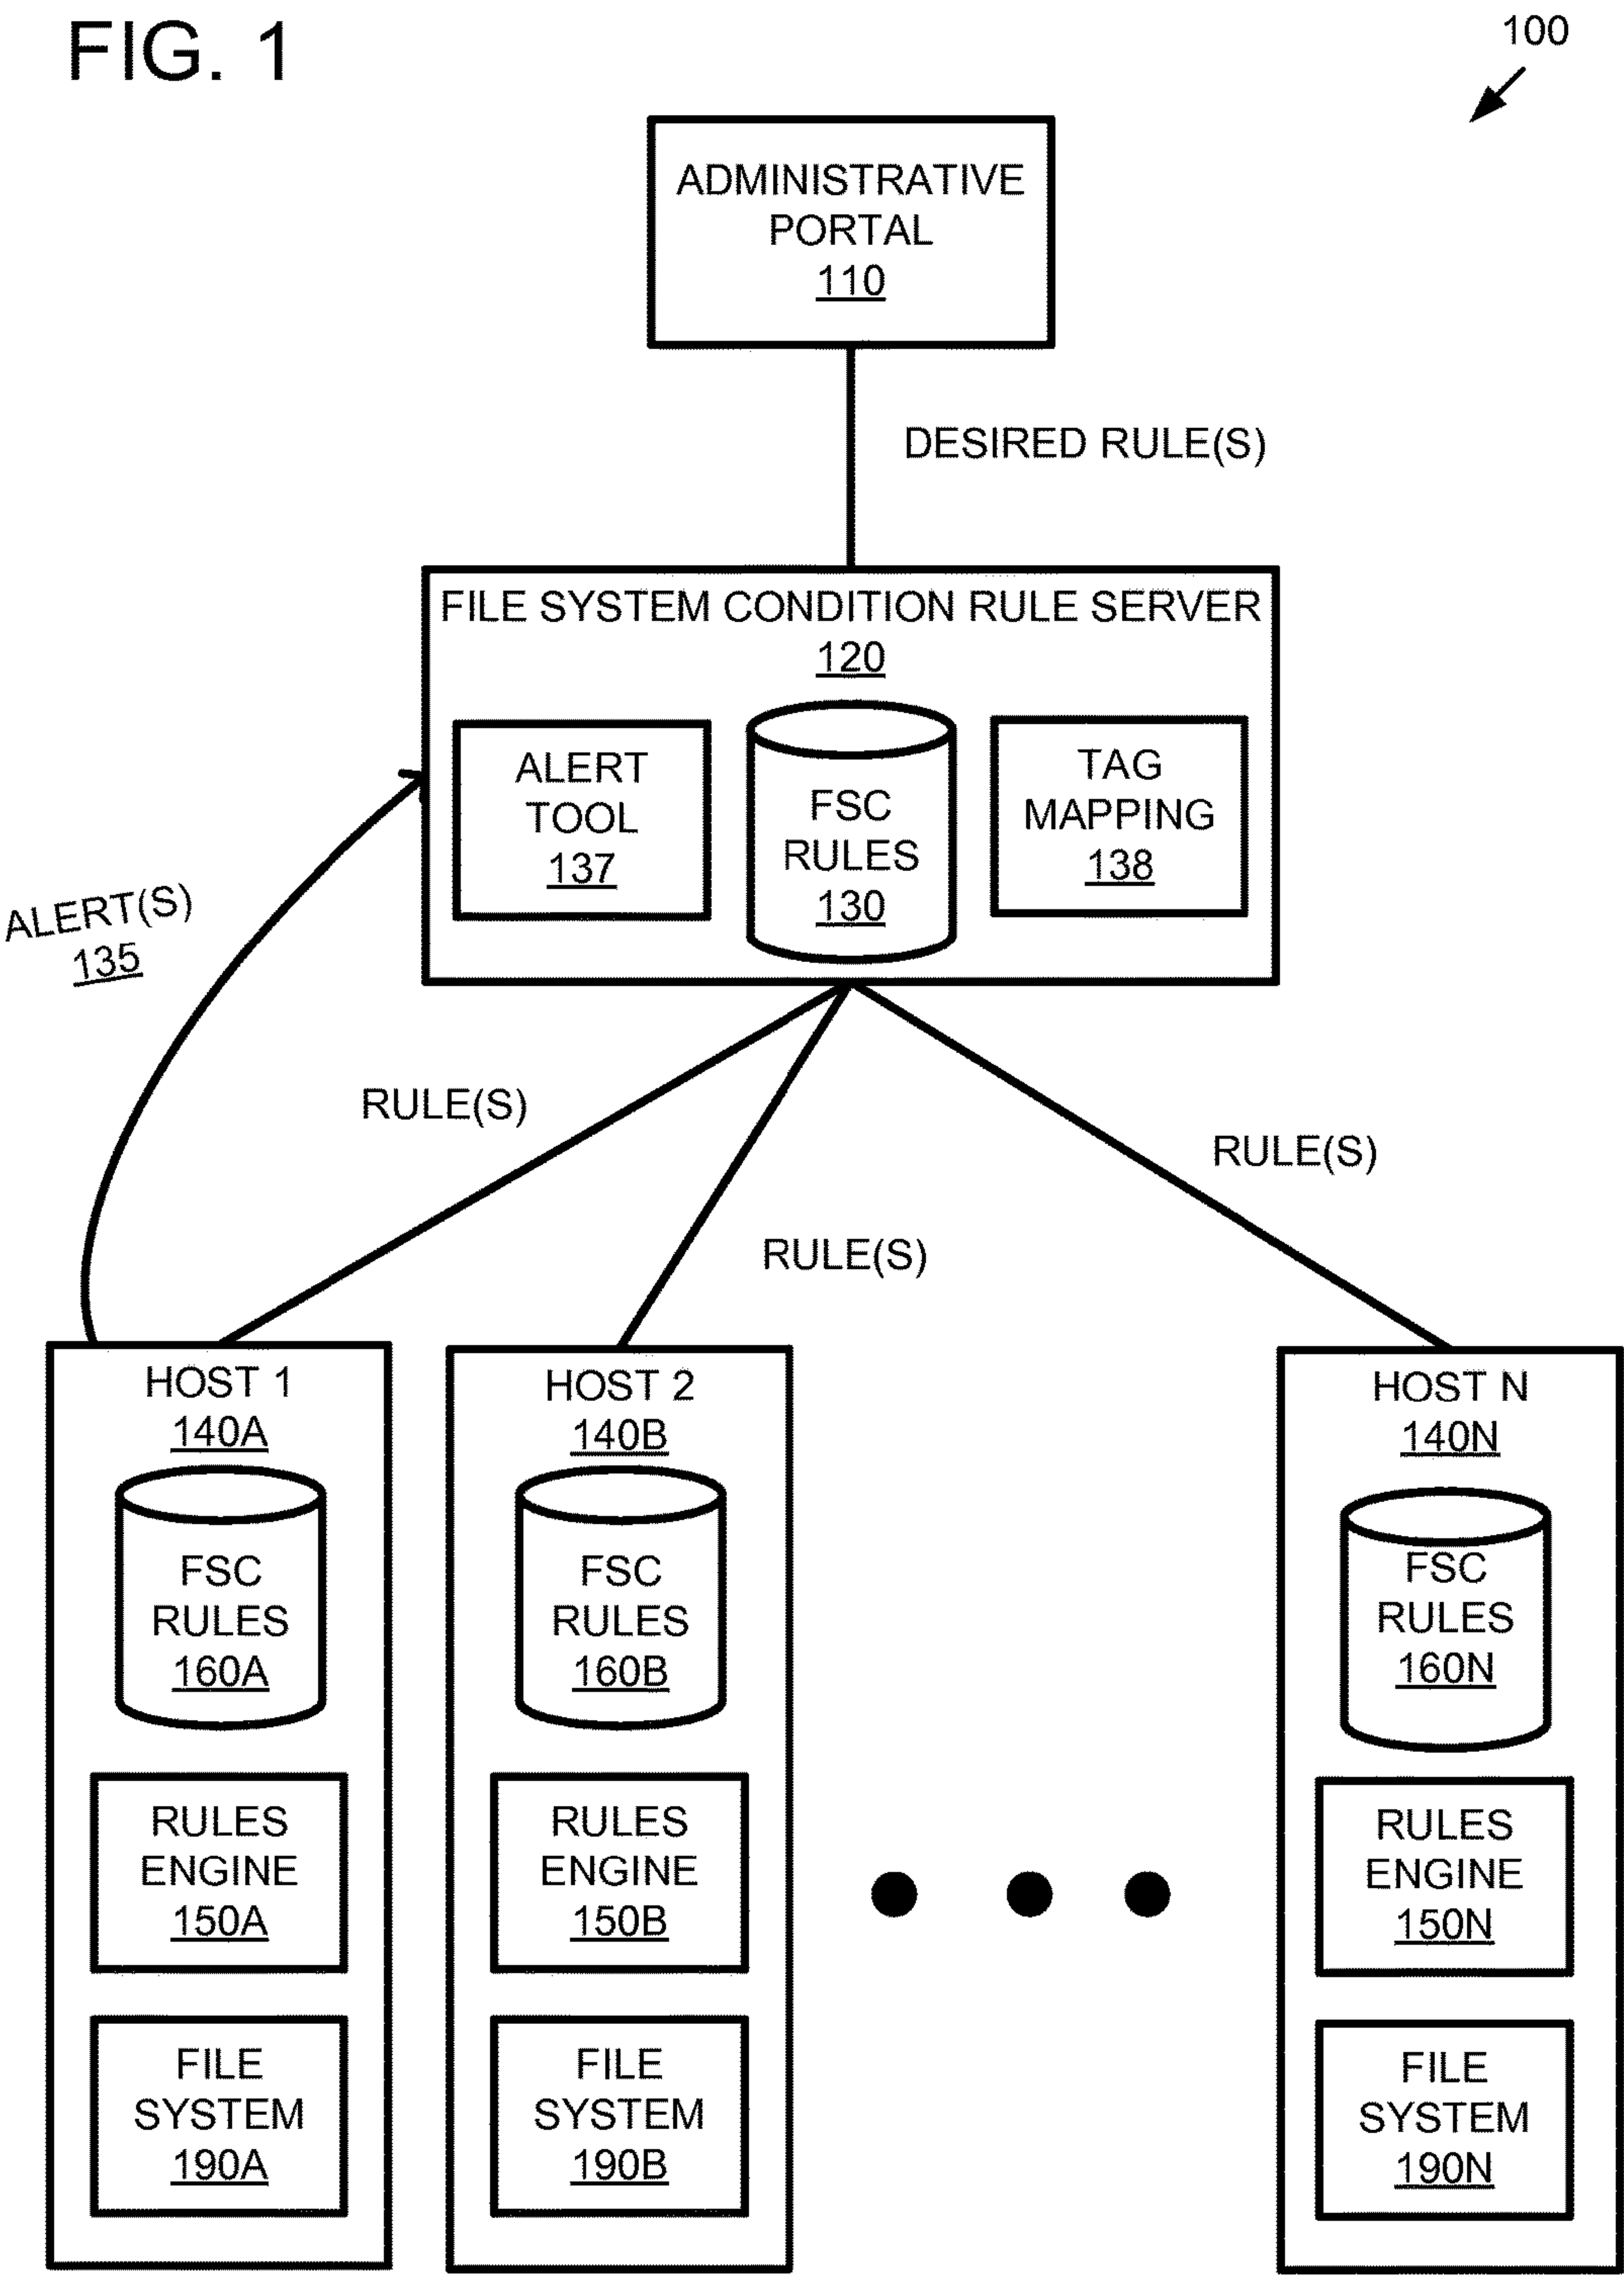 FIG. 1
100
ADMINISTRATIVE
PORTAL
110
DESIRED RULE(S)
FILE SYSTEM CONDITION RULE SERVER
120
ALERT
TOOL
137
FSC
RULES
130
TAG
MAPPING
138
ALERT(S)
135
RULE(S)
RULE(S)
RULE(S)
HOST 1
140A
FSC
RULES
160A
RULES
ENGINE
150A
FILE
SYSTEM
190A
HOST 2
140B
FSC
RULES
160B
RULES
ENGINE
150B
FILE
SYSTEM
190B
HOST N
140N
FSC
RULES
160N
RULES
ENGINE
150N
FILE
SYSTEM
190N